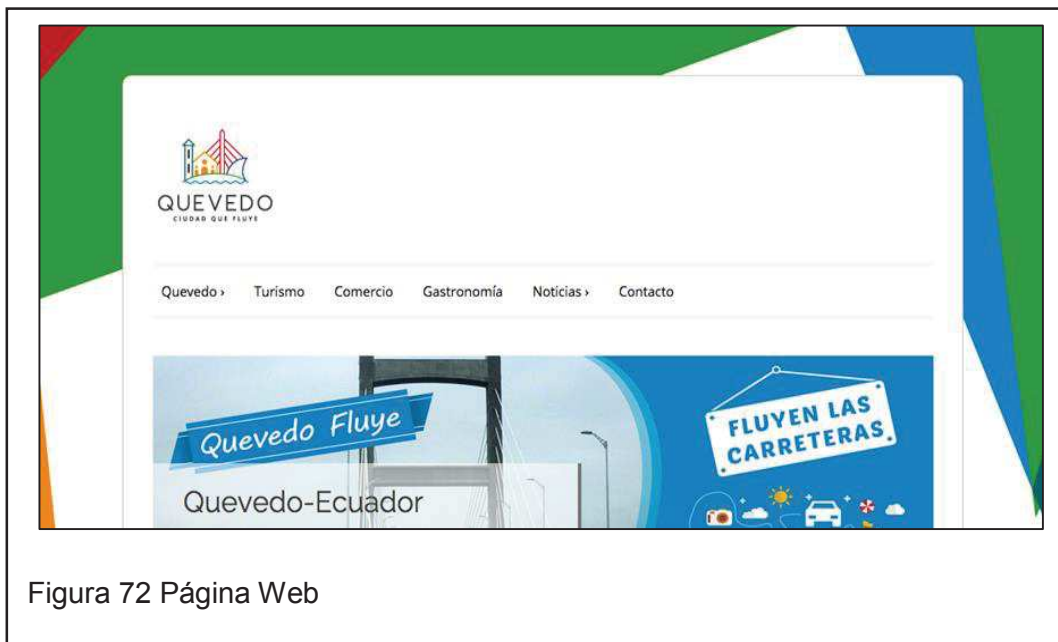 QUEVEDO
CIUDAD QUE FLUYE
Quevedo › Turismo Comercio Gastronomía Noticias › Contacto
Quevedo Fluye
FLUYEN LAS
CARRETERAS
Quevedo-Ecuador
Figura 72 Página Web